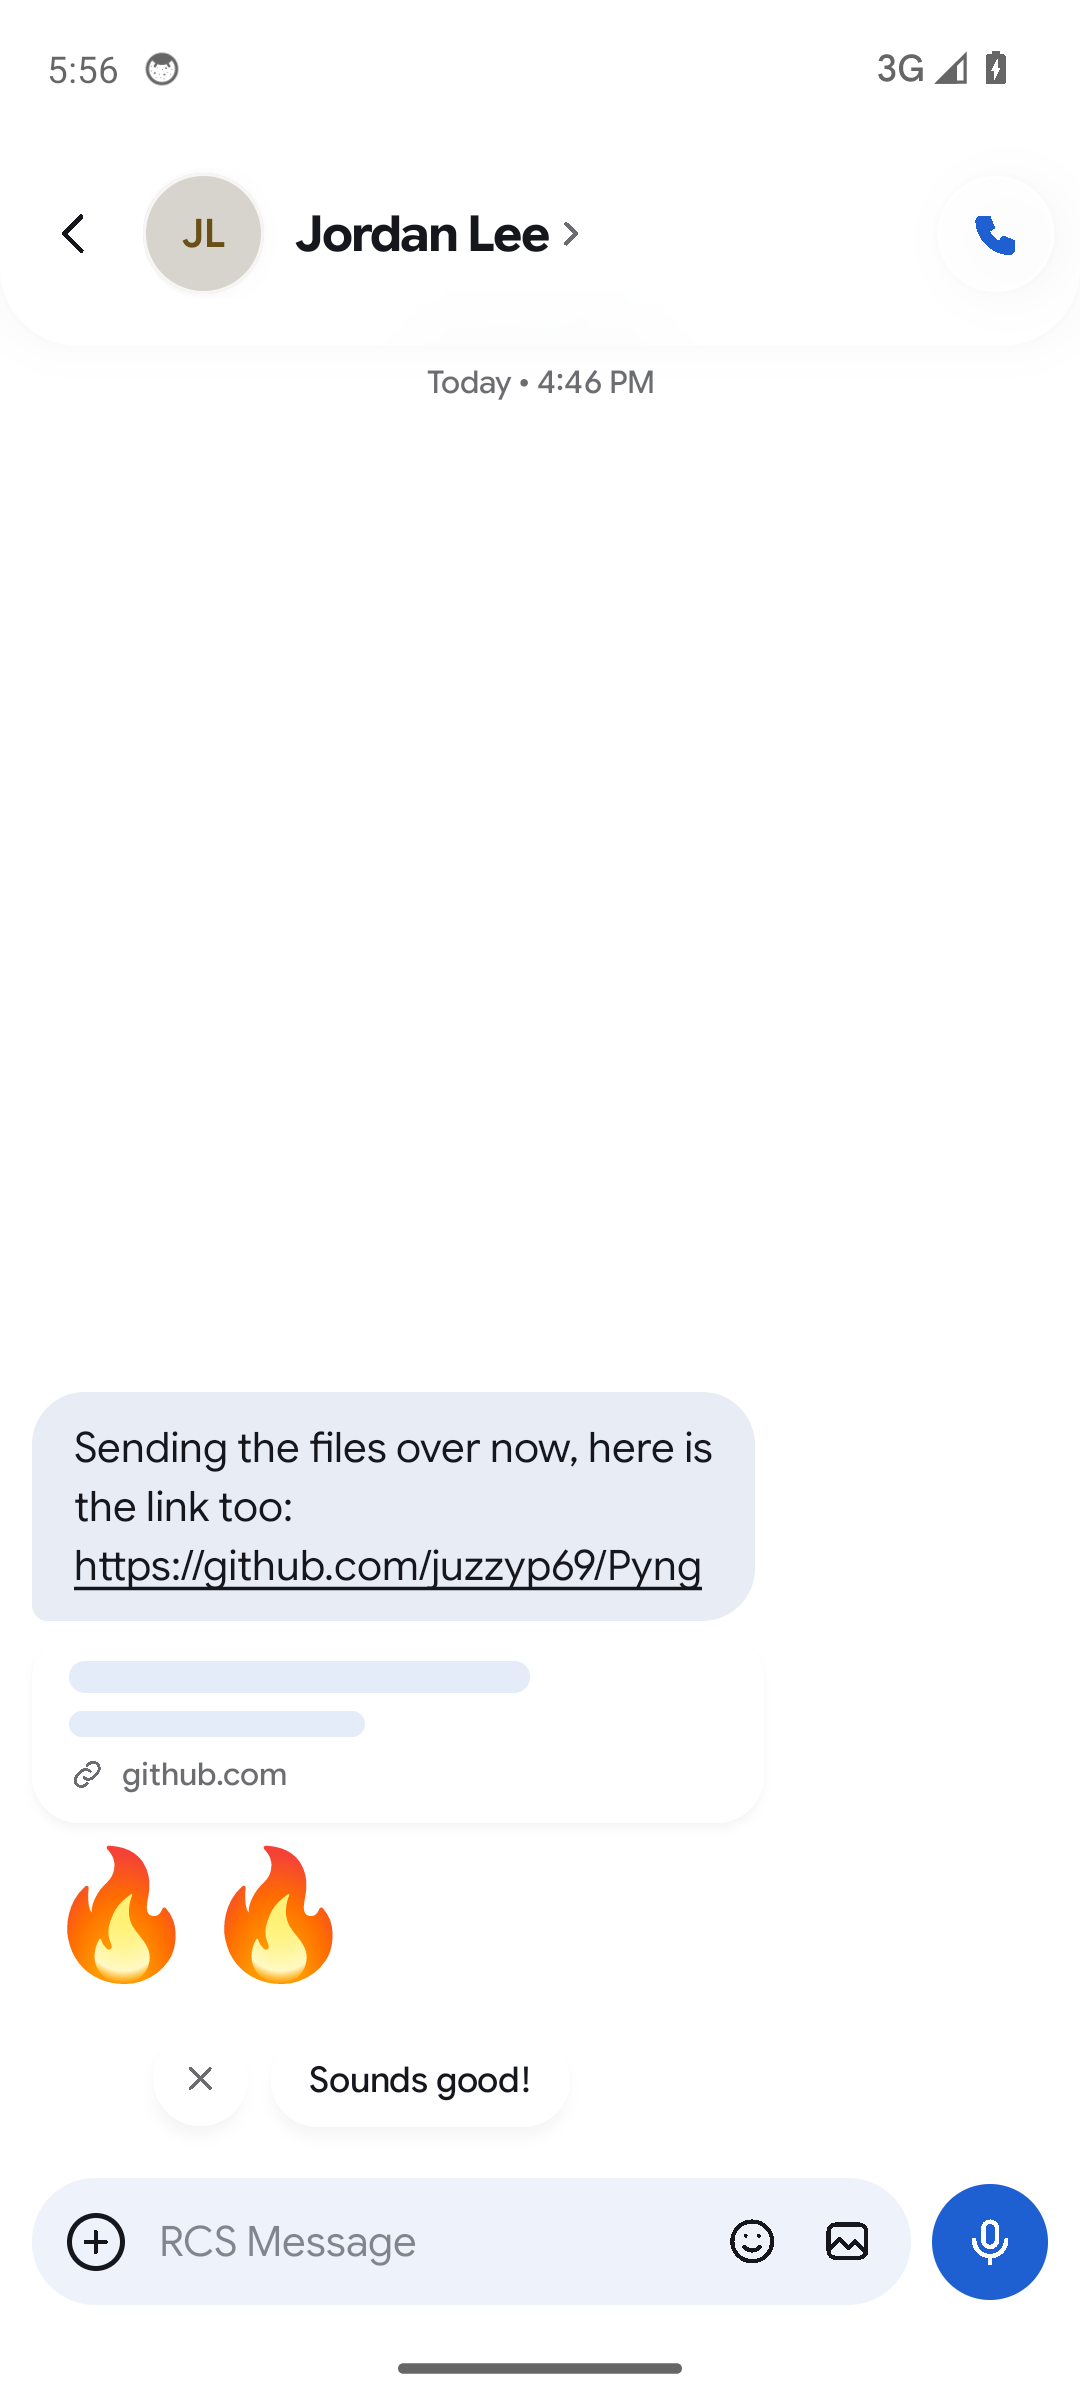 5:56
3G
JL
Jordan Lee
Today • 4:46 PM
Sending the files over now, here is
the link too:
https://github.com/juzzyp69/Pyng
github.com
Sounds good!
RCS Message